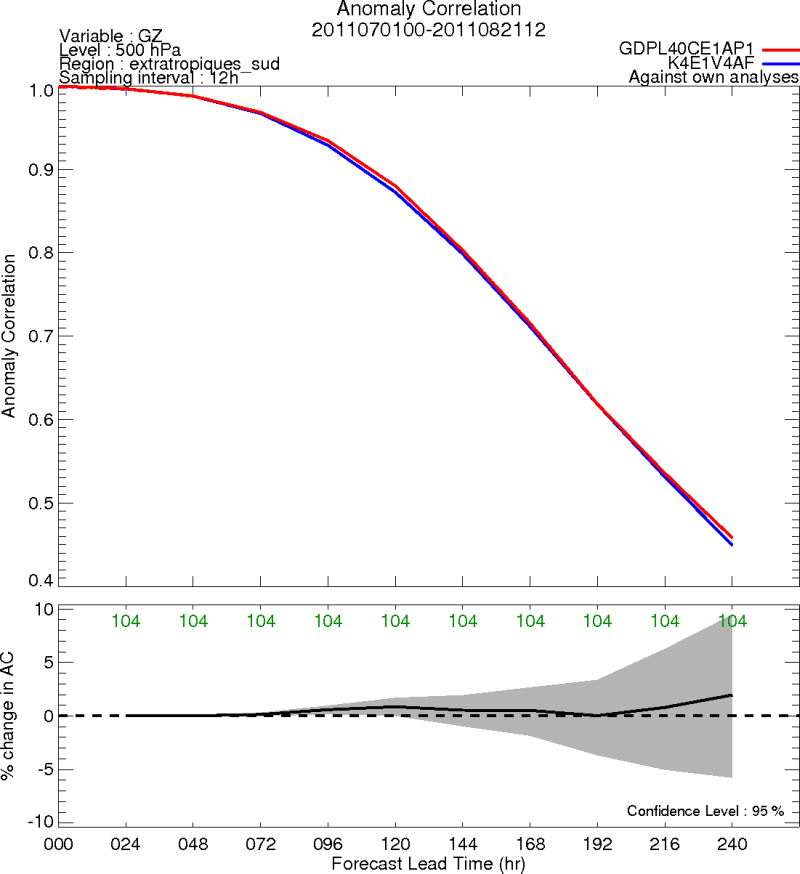 Anomaly Correlation
2011070100-2011082112
Variable : GZ
Level : 500 hPa
Region : extratropiques_sud
Sampling interval : 12h
GDPL40CE1AP1
K4E1V4AF
Against own analyses
1.0
0.9
0.8
0.7
0.6
0.5
0.4
Anomaly Correlation
10
5
0
-5
-10
% change in AC
104 104 104 104 104 104 104 104 104 104
Confidence Level : 95 %
000 024 048 072 096 120 144 168 192 216 240
Forecast Lead Time (hr)